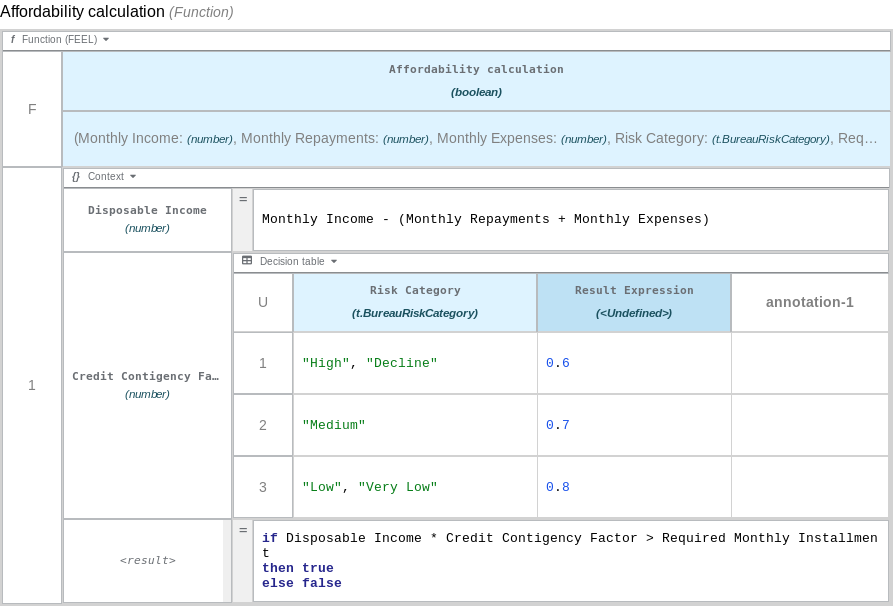 Affordability calculation (Function)
f Function (FEEL)
F
Affordability calculation
(boolean)
(Monthly Income: (number), Monthly Repayments: (number), Monthly Expenses: (number), Risk Category: (t.BureauRiskCategory), Req…
1
{} Context
Disposable Income
(number)
=
Monthly Income - (Monthly Repayments + Monthly Expenses)
Credit Contigency Fa…
(number)
Decision table
U
Risk Category
(t.BureauRiskCategory)
Result Expression
(<Undefined>)
annotation-1
1
"High", "Decline"
0.6
2
"Medium"
0.7
3
"Low", "Very Low"
0.8
<result>
=
if Disposable Income * Credit Contigency Factor > Required Monthly Installmen
t
then true
else false